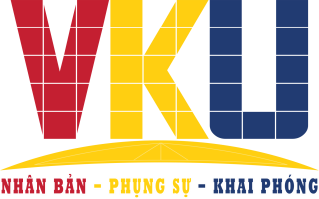 VKU
NHÂN BẢN – PHỤNG SỰ – KHAI PHÓNG